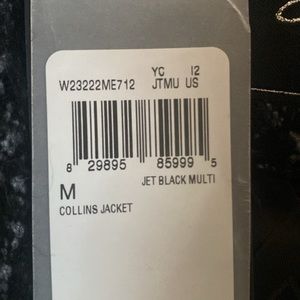 W23222ME712 YC I2
JTMU US
8 29895 85999 5
M JET BLACK MULTI
COLLINS JACKET